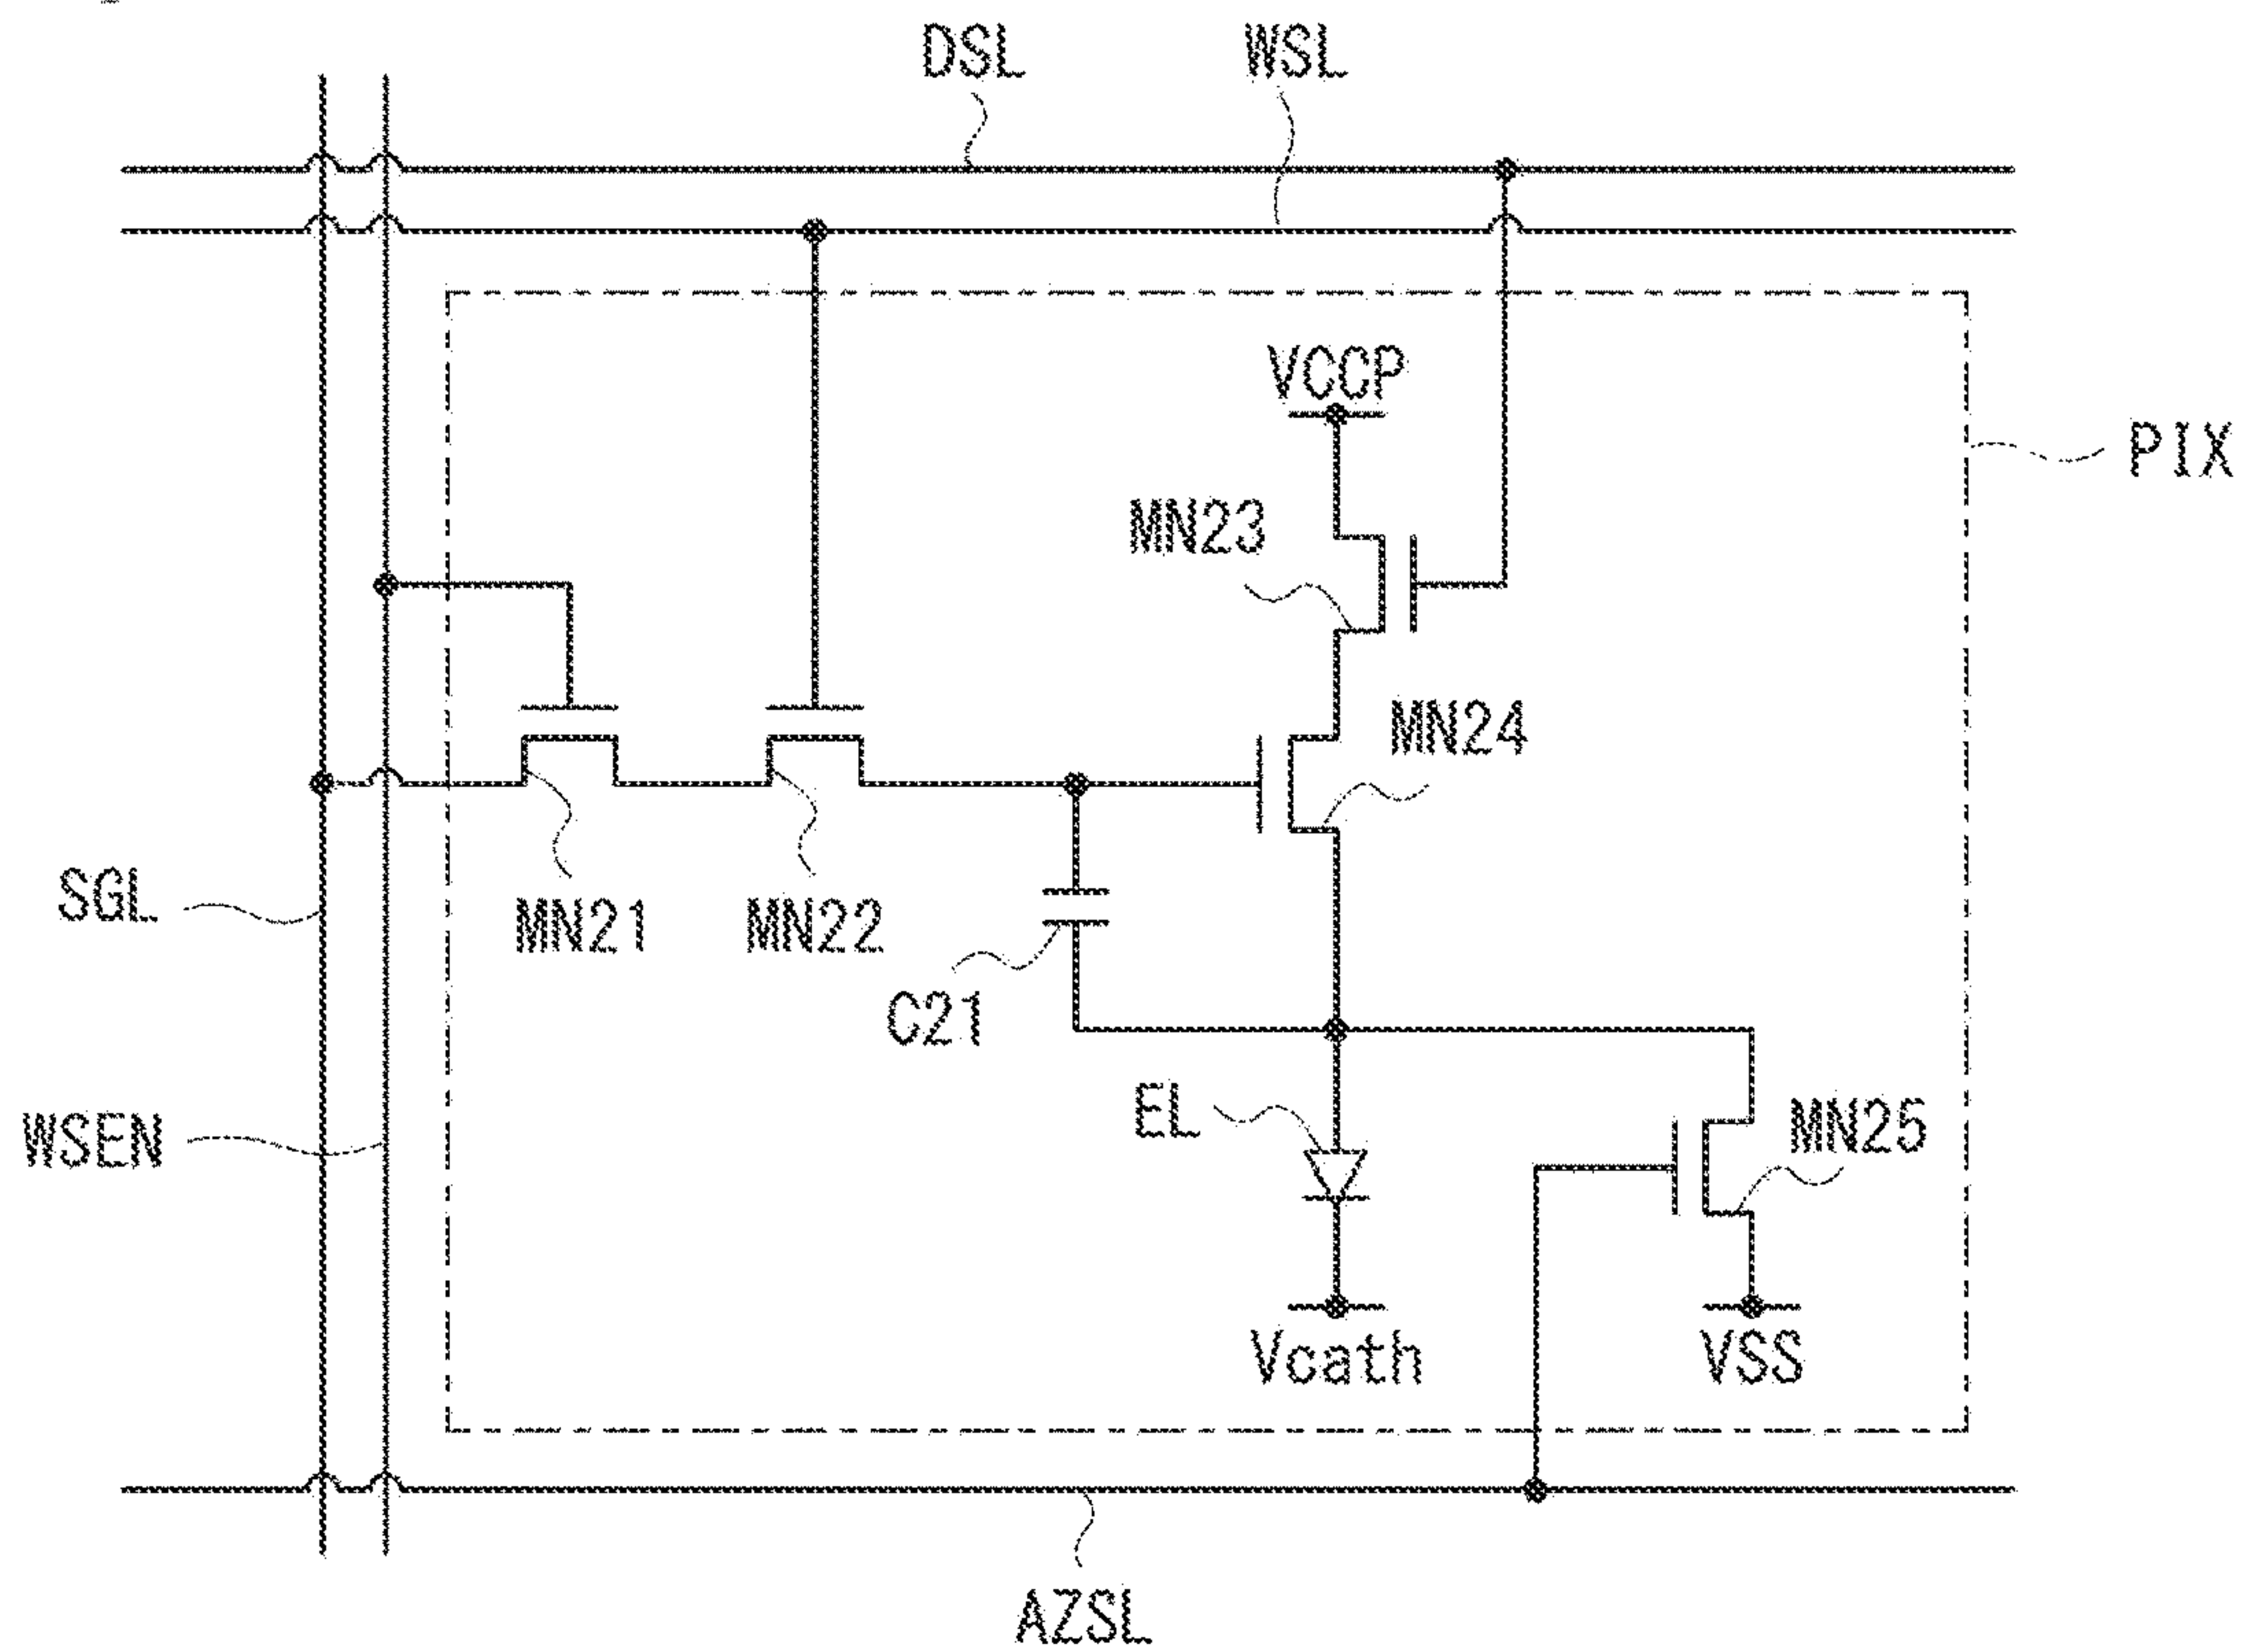 DSL
WSL
VCCP
PIX
MN23
MN24
SGL
MN21
MN22
C21
EL
MN25
WSEN
Vcath
VSS
AZSL